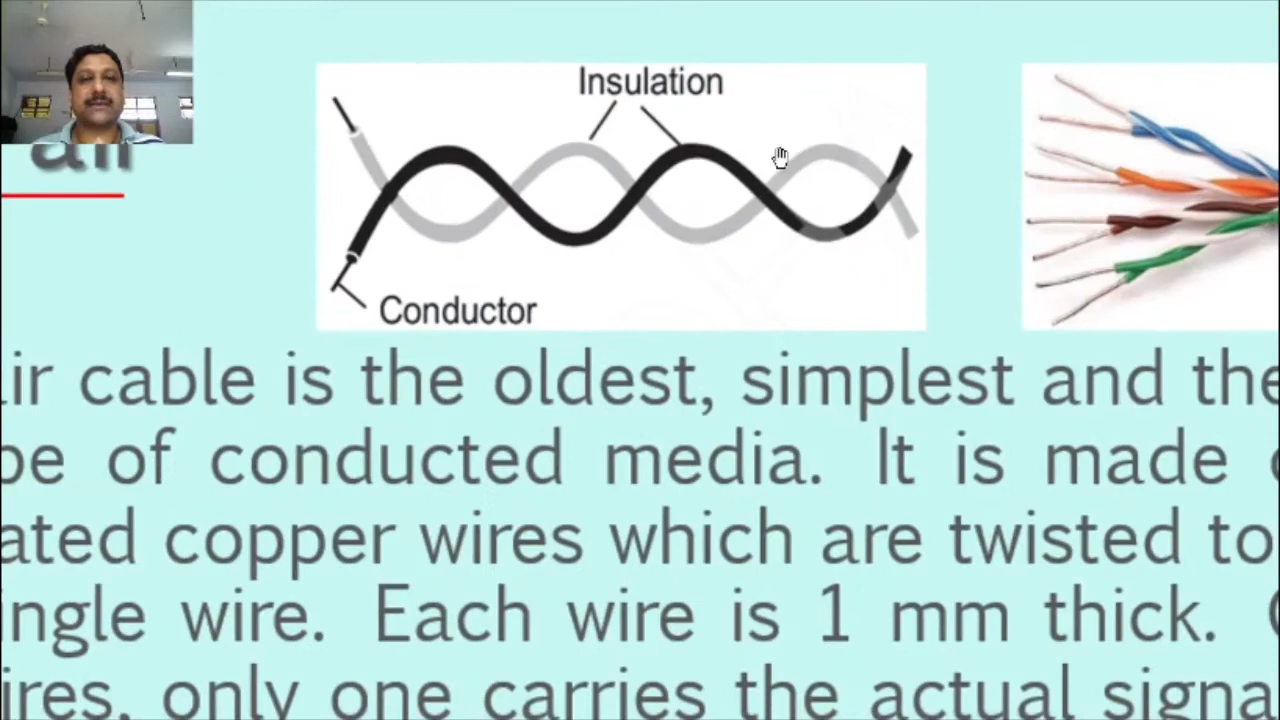 air
Insulation
Conductor
ir cable is the oldest, simplest and the
pe of conducted media. It is made
ated copper wires which are twisted to
ingle wire. Each wire is 1 mm thick.
ires, only one carries the actual signa